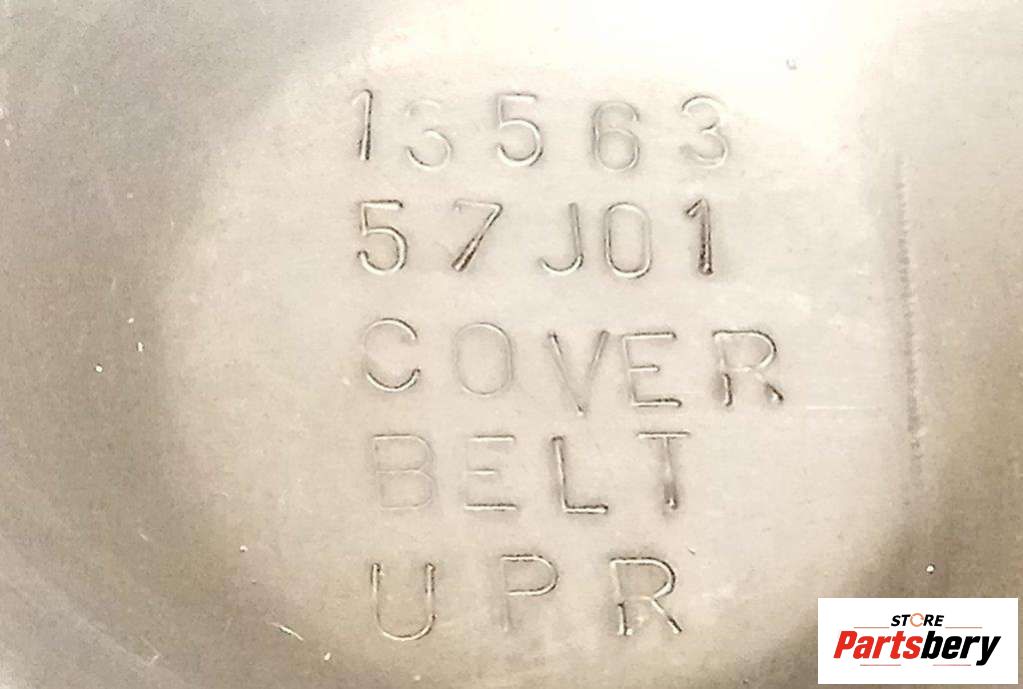 13563
57J01
COVER
BELT
UPR
STORE
Partsbery